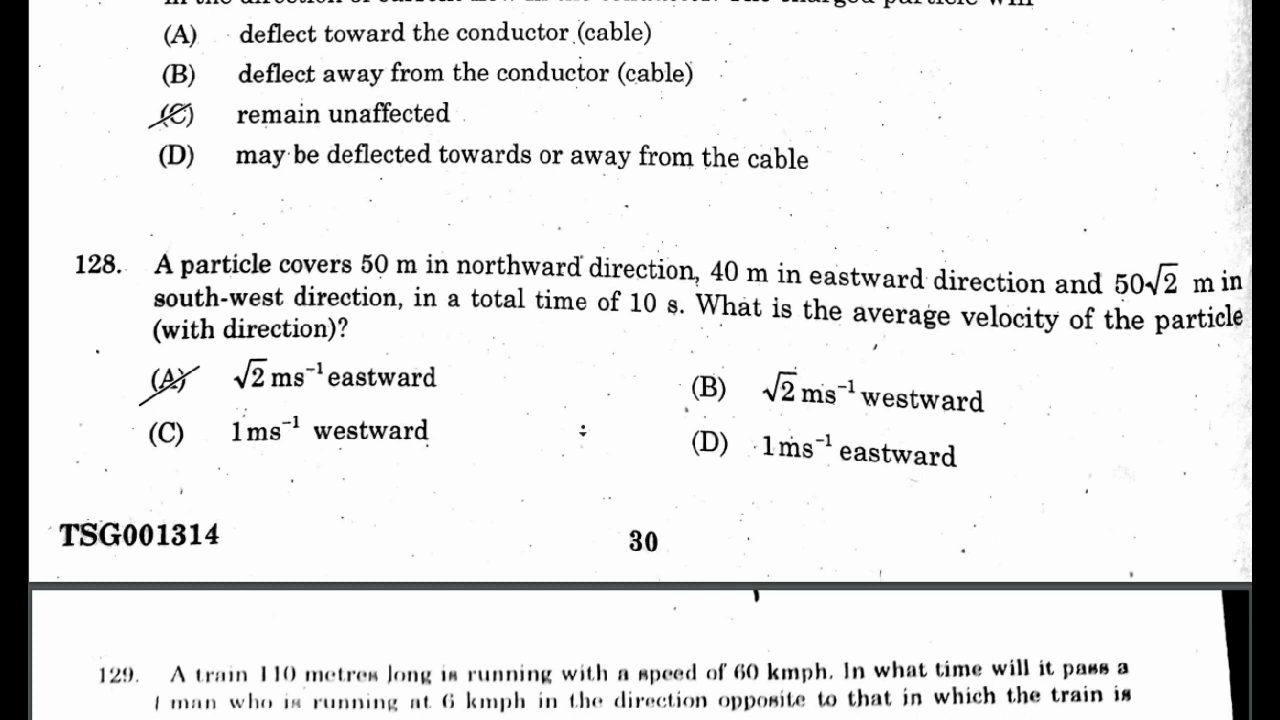 (A) deflect toward the conductor (cable)
(B) deflect away from the conductor (cable)
(C) remain unaffected
(D) may be deflected towards or away from the cable
128. A particle covers 50 m in northward direction, 40 m in eastward direction and 50√2 m in
south-west direction, in a total time of 10 s. What is the average velocity of the particle
(with direction)?
(A) √2 ms⁻¹ eastward (B) √2 ms⁻¹ westward
(C) 1 ms⁻¹ westward (D) 1 ms⁻¹ eastward
TSG001314 30
129. A train 110 metres long is running with a speed of 60 kmph. In what time will it pass a
man who is running at 6 kmph in the direction opposite to that in which the train is